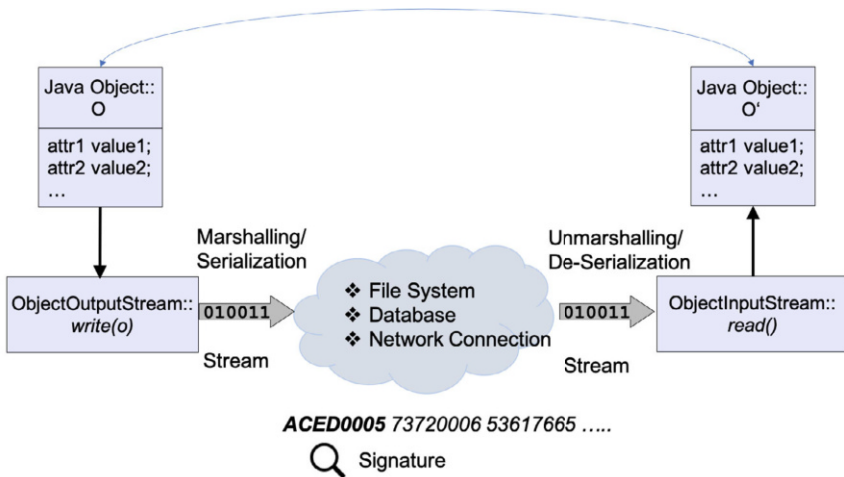 Java Object::
O
attr1 value1;
attr2 value2;
…
ObjectOutputStream::
write(o)
Marshalling/
Serialization
010011
Stream
❖ File System
❖ Database
❖ Network Connection
Unmarshalling/
De-Serialization
010011
Stream
Java Object::
O‘
attr1 value1;
attr2 value2;
…
ObjectInputStream::
read()
ACED0005 73720006 53617665 …..
Signature